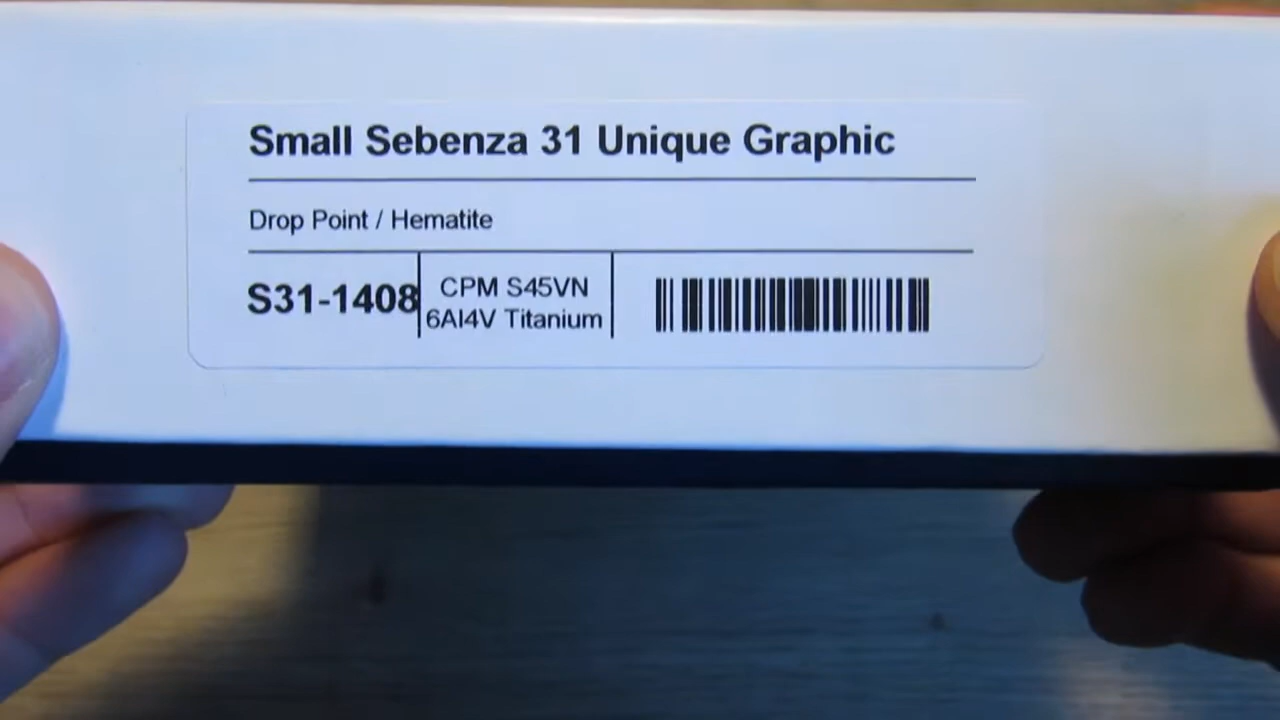 Small Sebenza 31 Unique Graphic
Drop Point / Hematite
S31-1408
CPM S45VN
6Al4V Titanium